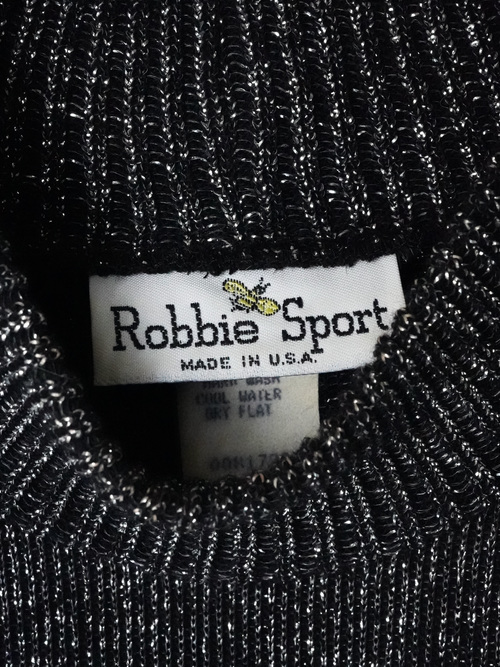 Robbie Sport
MADE IN U.S.A.
HAND WASH
COOL WATER
DRY FLAT